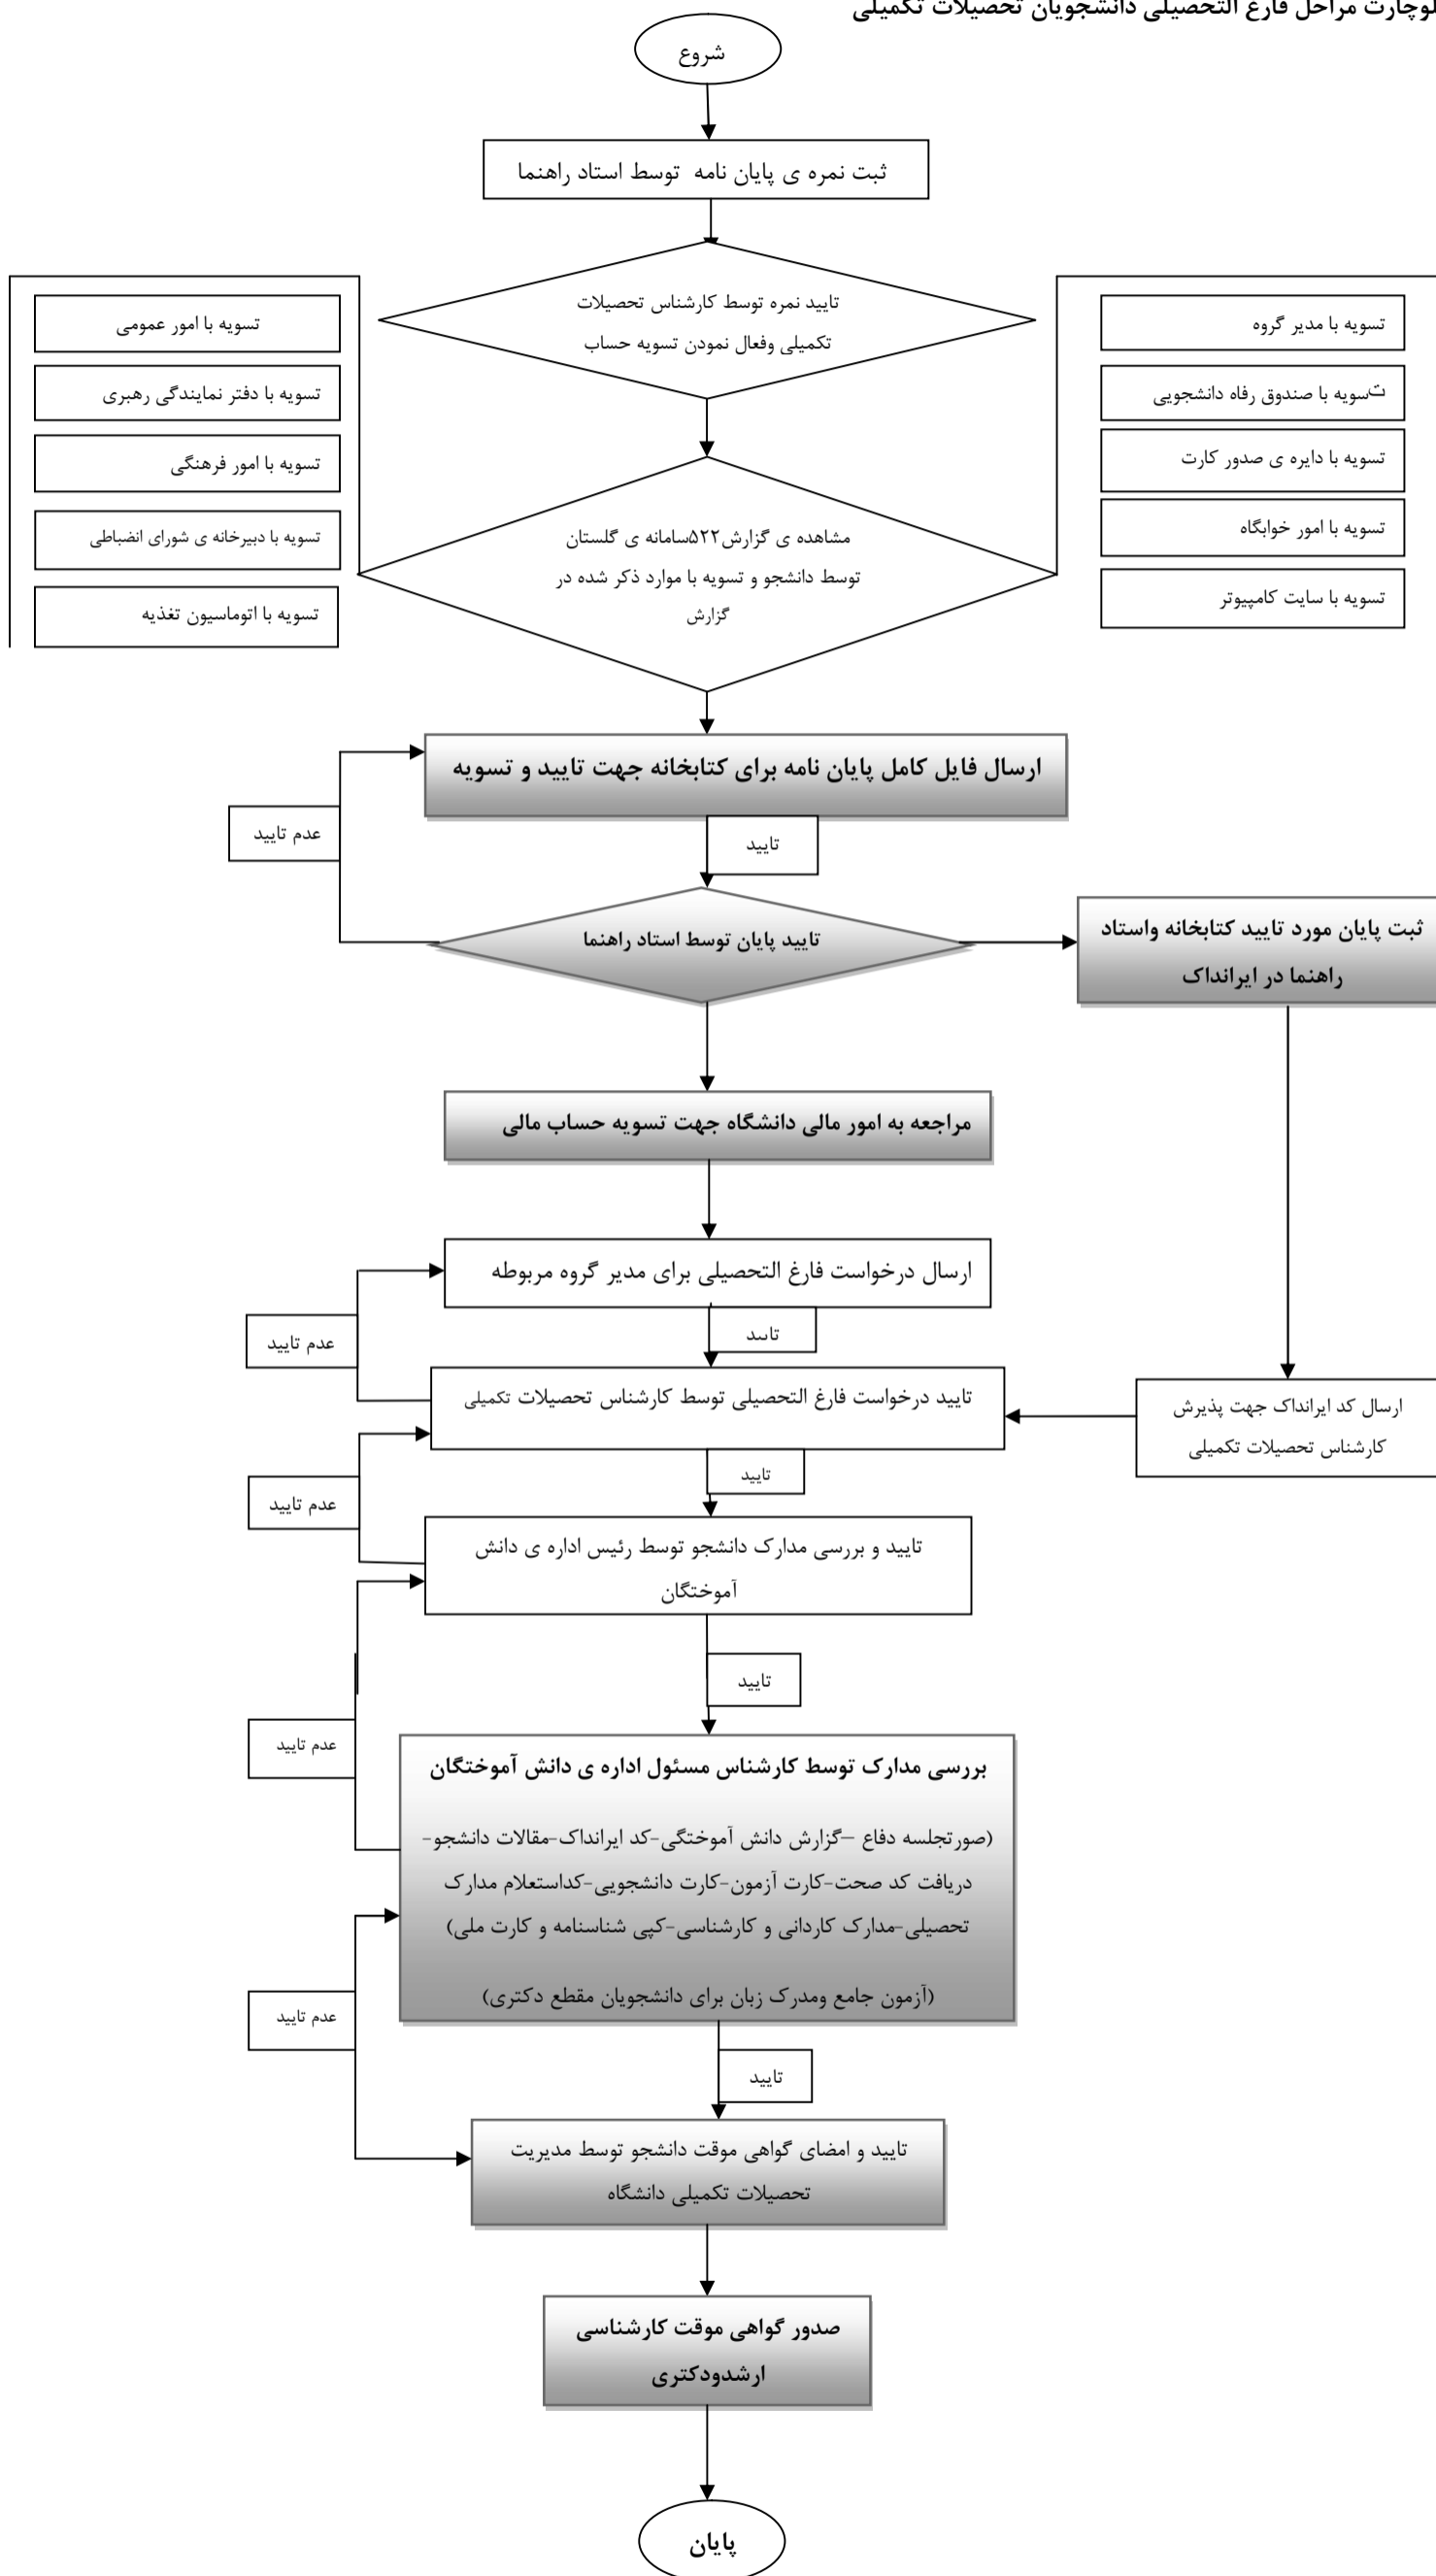 لوچارت مراحل فارغ التحصیلی دانشجویان تحصیلات تکمیلی
شروع
ثبت نمره ی پایان نامه توسط استاد راهنما
تایید نمره توسط کارشناس تحصیلات
تکمیلی وفعال نمودن تسویه حساب
تسویه با مدیر گروه
تسویه با صندوق رفاه دانشجویی
تسویه با دایره ی صدور کارت
تسویه با امور خوابگاه
تسویه با سایت کامپیوتر
تسویه با امور عمومی
تسویه با دفتر نمایندگی رهبری
تسویه با امور فرهنگی
تسویه با دبیرخانه ی شورای انضباطی
تسویه با اتوماسیون تغذیه
مشاهده ی گزارش۵۲۲سامانه ی گلستان
توسط دانشجو و تسویه با موارد ذکر شده در
گزارش
ارسال فایل کامل پایان نامه برای کتابخانه جهت تایید و تسویه
عدم تایید
تایید
تایید پایان توسط استاد راهنما
ثبت پایان مورد تایید کتابخانه واستاد
راهنما در ایرانداک
مراجعه به امور مالی دانشگاه جهت تسویه حساب مالی
ارسال درخواست فارغ التحصیلی برای مدیر گروه مربوطه
تایید
عدم تایید
تایید درخواست فارغ التحصیلی توسط کارشناس تحصیلات تکمیلی
ارسال کد ایرانداک جهت پذیرش
کارشناس تحصیلات تکمیلی
تایید
عدم تایید
تایید و بررسی مدارک دانشجو توسط رئیس اداره ی دانش
آموختگان
تایید
عدم تایید
بررسی مدارک توسط کارشناس مسئول اداره ی دانش آموختگان
(صورتجلسه دفاع –گزارش دانش آموختگی-کد ایرانداک-مقالات دانشجو-
دریافت کد صحت-کارت آزمون-کارت دانشجویی-کداستعلام مدارک
تحصیلی-مدارک کاردانی و کارشناسی-کپی شناسنامه و کارت ملی)
(آزمون جامع ومدرک زبان برای دانشجویان مقطع دکتری)
عدم تایید
تایید
تایید و امضای گواهی موقت دانشجو توسط مدیریت
تحصیلات تکمیلی دانشگاه
صدور گواهی موقت کارشناسی
ارشدودکتری
پایان